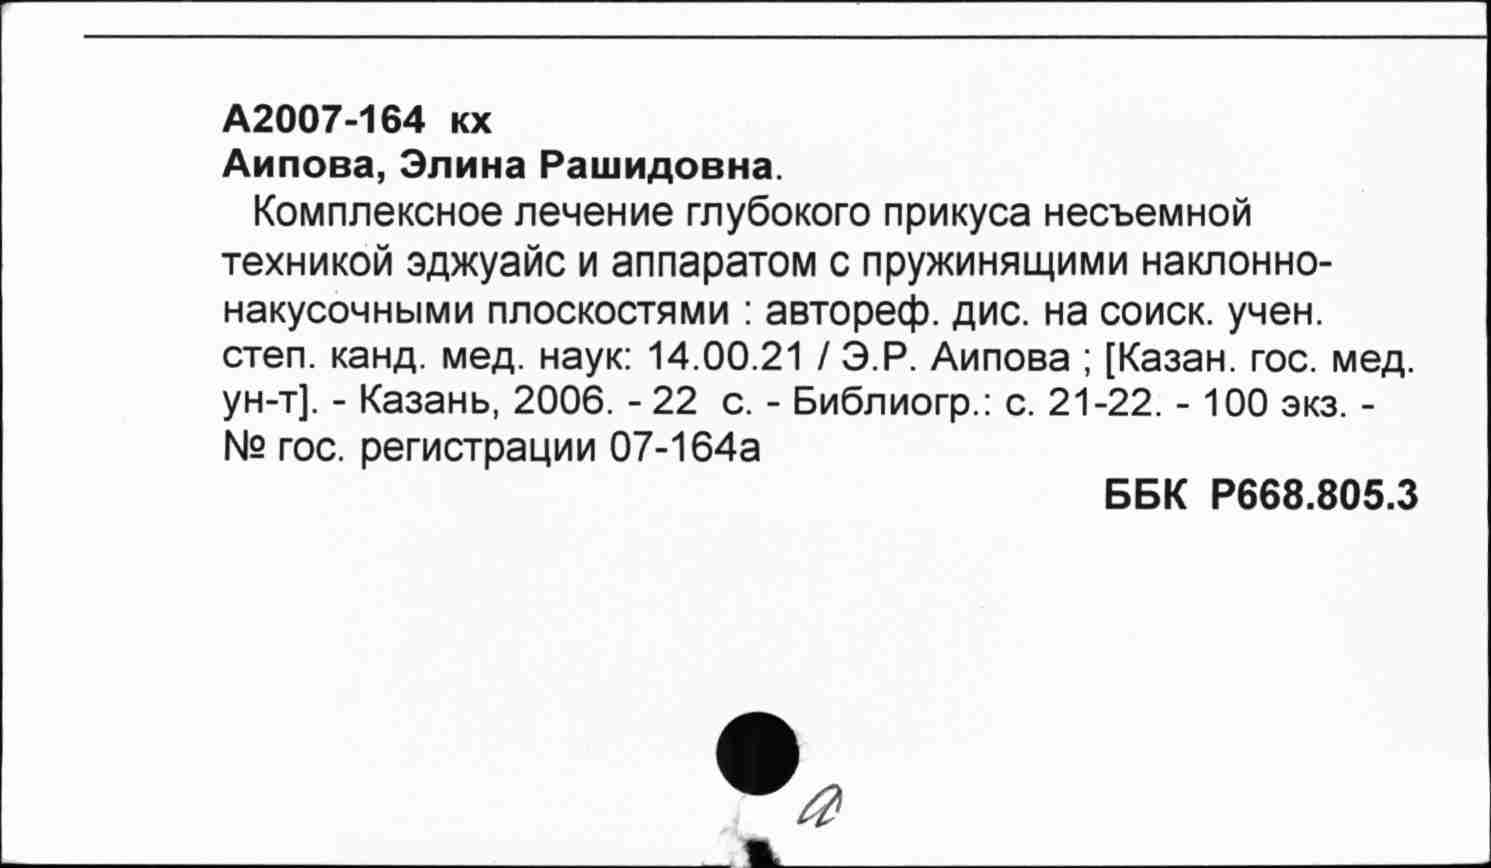 А2007-164 кх
Аипова, Элина Рашидовна.
Комплексное лечение глубокого прикуса несъемной
техникой эджуайс и аппаратом с пружинящими наклонно-
накусочными плоскостями : автореф. дис. на соиск. учен.
степ. канд. мед. наук: 14.00.21 / Э.Р. Аипова ; [Казан. гос. мед.
ун-т]. - Казань, 2006. - 22 с. - Библиогр.: с. 21-22. - 100 экз. -
№ гос. регистрации 07-164а
ББК Р668.805.3
а